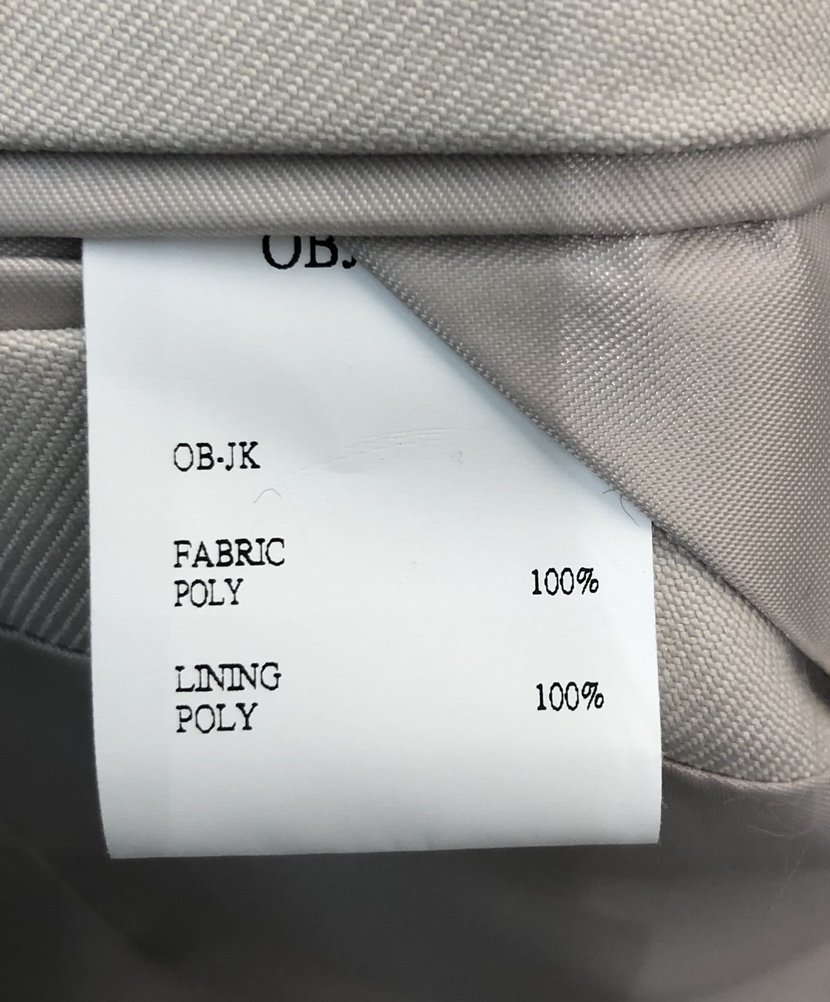 OB-JK
FABRIC
POLY 100%
LINING
POLY 100%